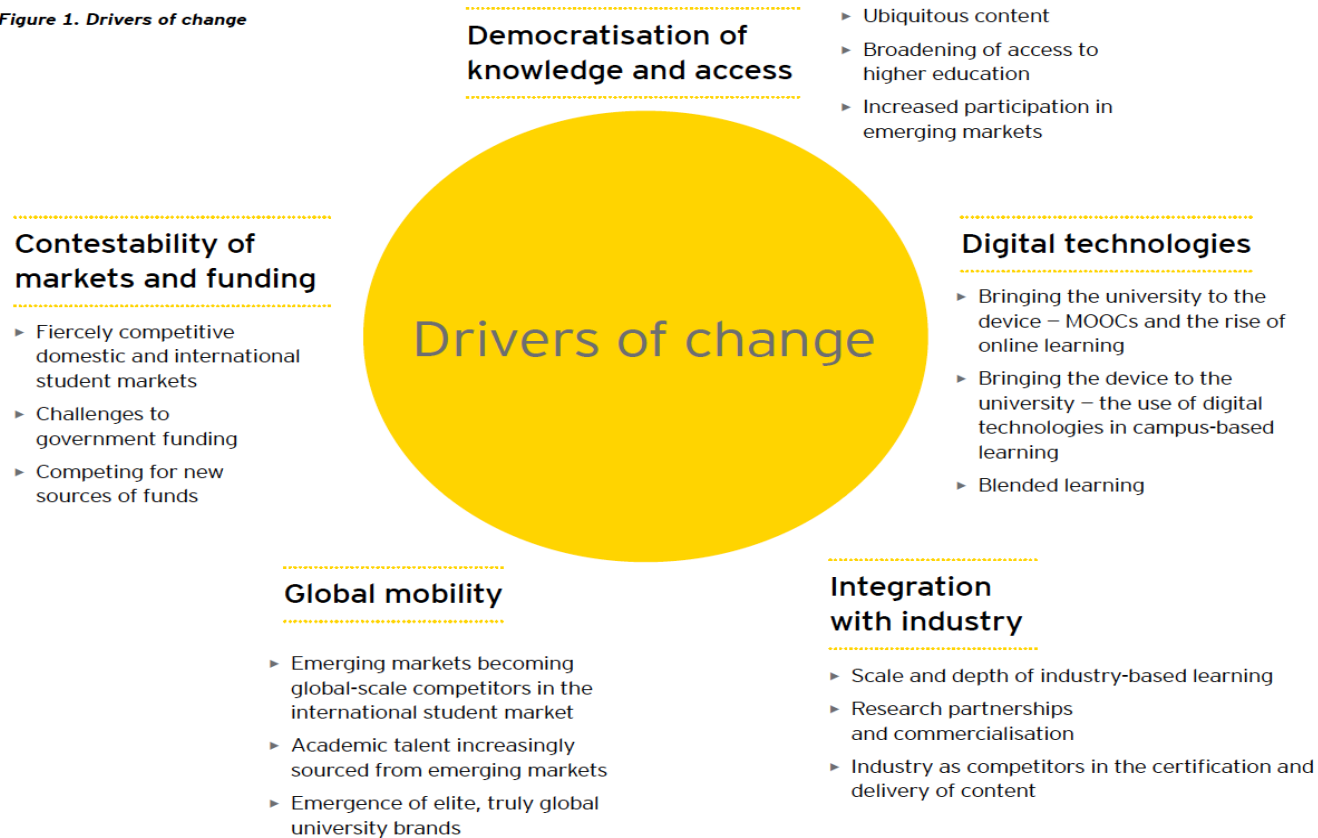 Figure 1. Drivers of change
Democratisation of
knowledge and access
► Ubiquitous content
► Broadening of access to
higher education
► Increased participation in
emerging markets
Contestability of
markets and funding
► Fiercely competitive
domestic and international
student markets
► Challenges to
government funding
► Competing for new
sources of funds
Drivers of change
Digital technologies
► Bringing the university to the
device – MOOCs and the rise of
online learning
► Bringing the device to the
university – the use of digital
technologies in campus-based
learning
► Blended learning
Global mobility
► Emerging markets becoming
global-scale competitors in the
international student market
► Academic talent increasingly
sourced from emerging markets
► Emergence of elite, truly global
university brands
Integration
with industry
► Scale and depth of industry-based learning
► Research partnerships
and commercialisation
► Industry as competitors in the certification and
delivery of content